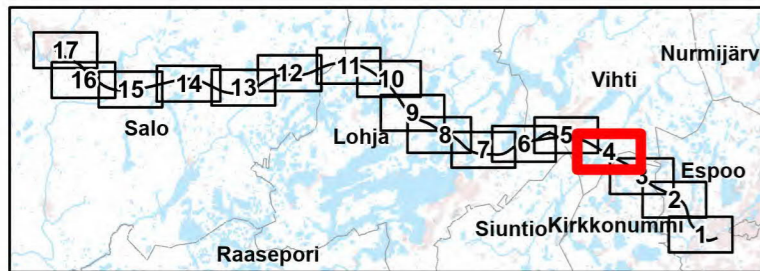 Nurmijärv
Vihti
Salo
Lohja
Espoo
Siuntio
Kirkkonummi
Raasepori
17
16
15
14
13
12
11
10
9
8
7
6
5
4
3
2
1